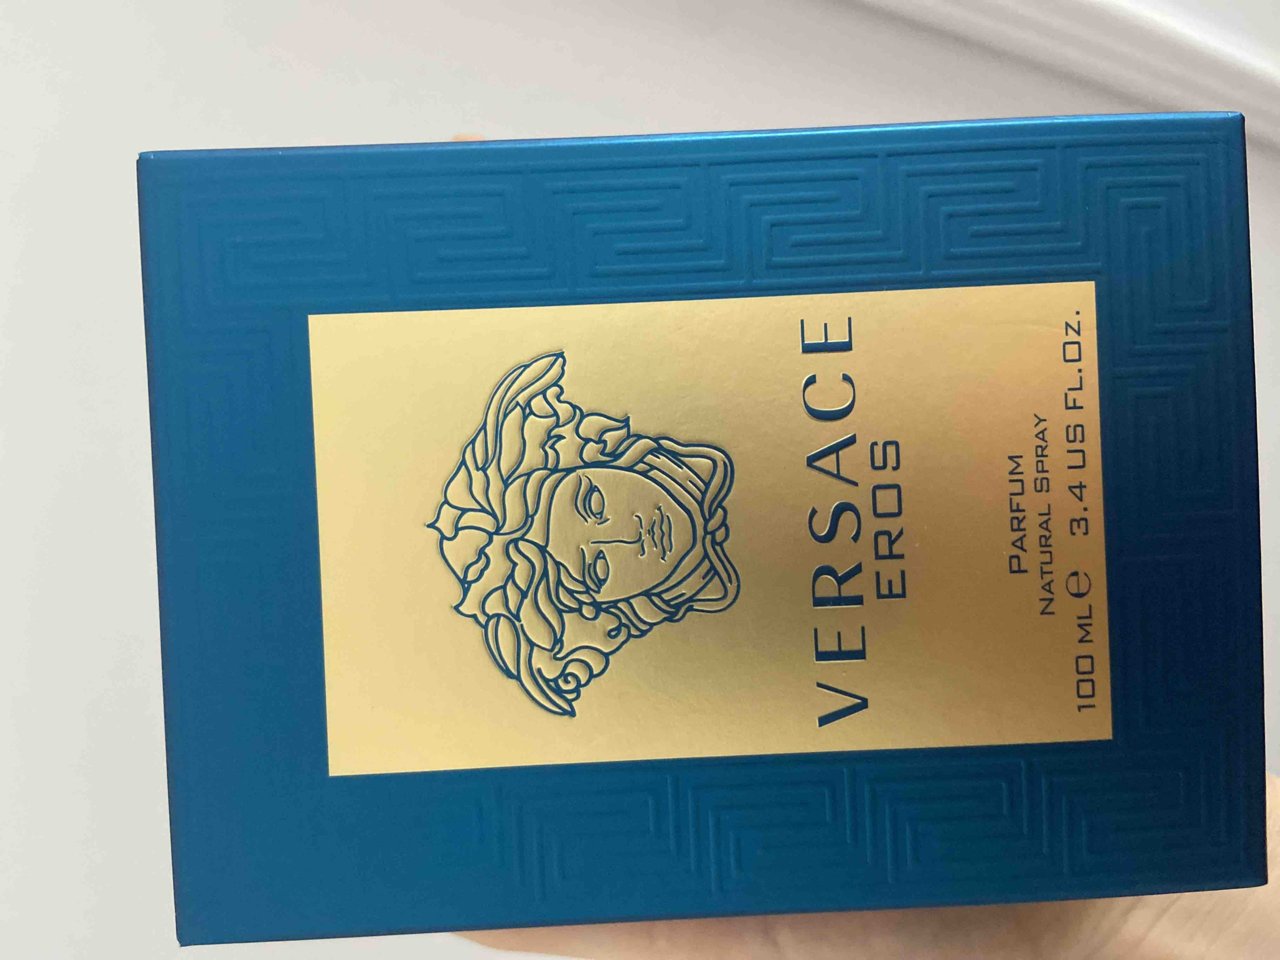 VERSACE
EROS
PARFUM
NATURAL SPRAY
100 ML e 3.4 US FL.OZ.